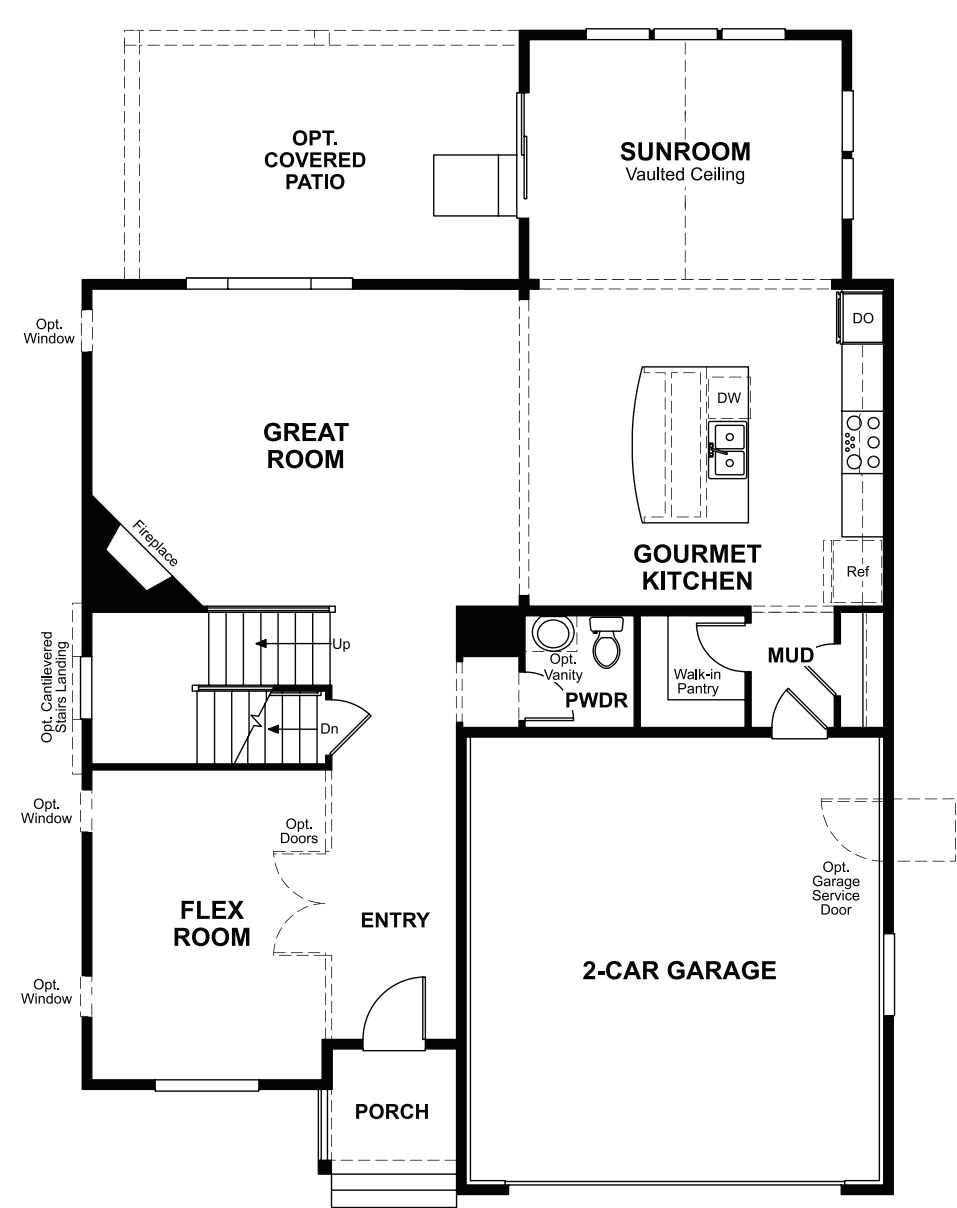 OPT.
COVERED
PATIO
SUNROOM
Vaulted Ceiling
Opt.
Window
DO
DW
GREAT
ROOM
Fireplace
GOURMET
KITCHEN
Ref
Up
Opt. Cantilevered
Stairs Landing
Opt.
Vanity
PWDR
Walk-in
Pantry
MUD
Dn
Opt.
Window
Opt.
Doors
Opt.
Garage
Service
Door
FLEX
ROOM
ENTRY
2-CAR GARAGE
Opt.
Window
PORCH